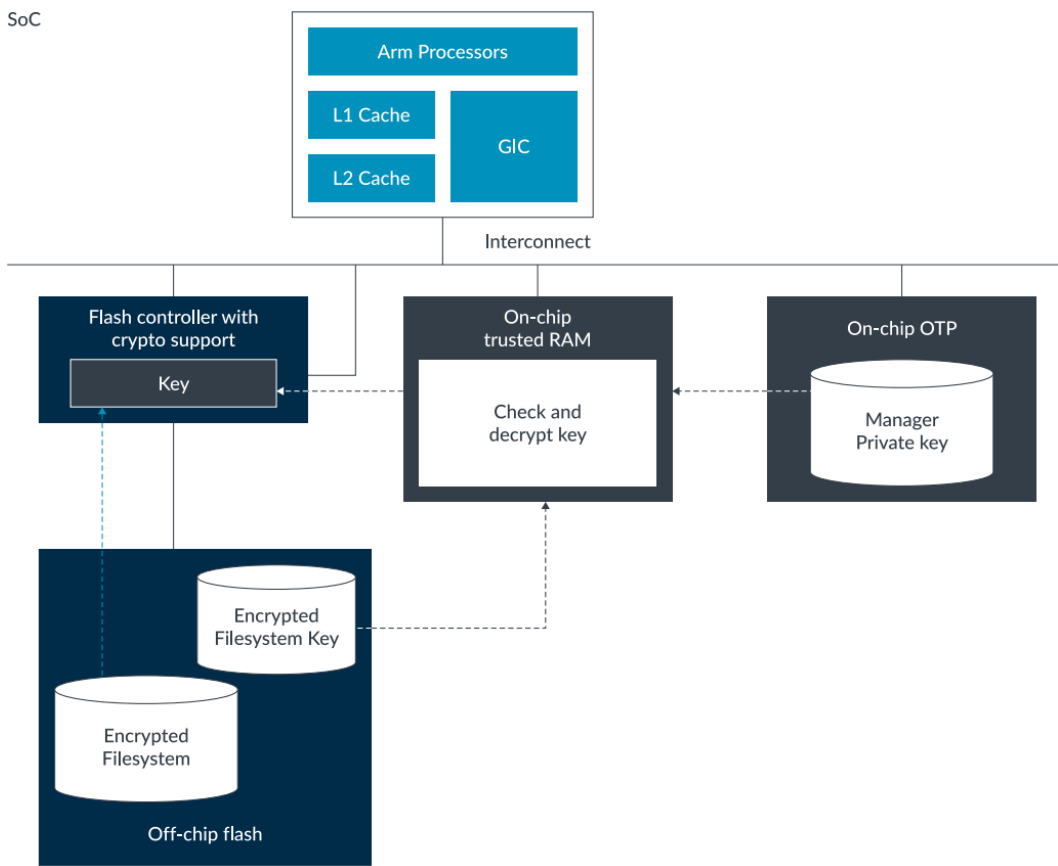 SoC
Arm Processors
L1 Cache
GIC
L2 Cache
Interconnect
Flash controller with
crypto support
Key
On-chip
trusted RAM
Check and
decrypt key
On-chip OTP
Manager
Private key
Encrypted
Filesystem Key
Encrypted
Filesystem
Off-chip flash